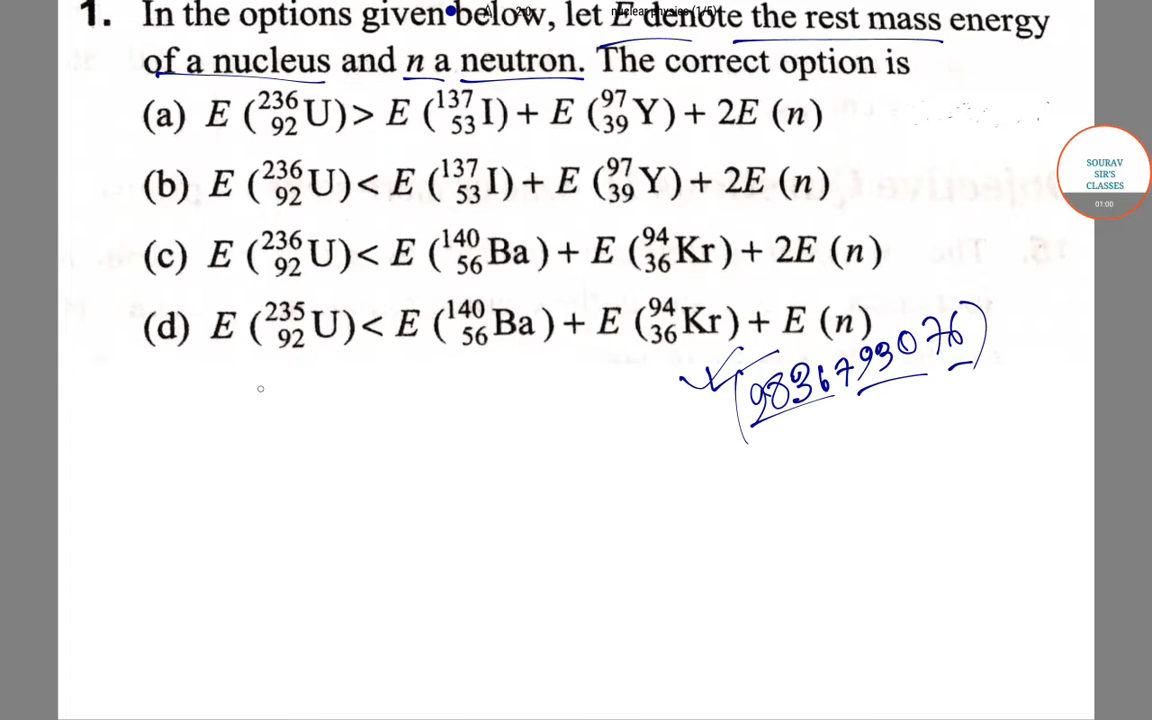 1. In the options given below, let E denote the rest mass energy
of a nucleus and n a neutron. The correct option is
(a) E (²³⁶₉₂U) > E (¹³⁷₅₃I) + E (⁹⁷₃₉Y) + 2E (n)
(b) E (²³⁶₉₂U) < E (¹³⁷₅₃I) + E (⁹⁷₃₉Y) + 2E (n)
(c) E (²³⁶₉₂U) < E (¹⁴⁰₅₆Ba) + E (⁹⁴₃₆Kr) + 2E (n)
(d) E (²³⁵₉₂U) < E (¹⁴⁰₅₆Ba) + E (⁹⁴₃₆Kr) + E (n)
9836793076
SOURAV
SIR'S
CLASSES
01:00